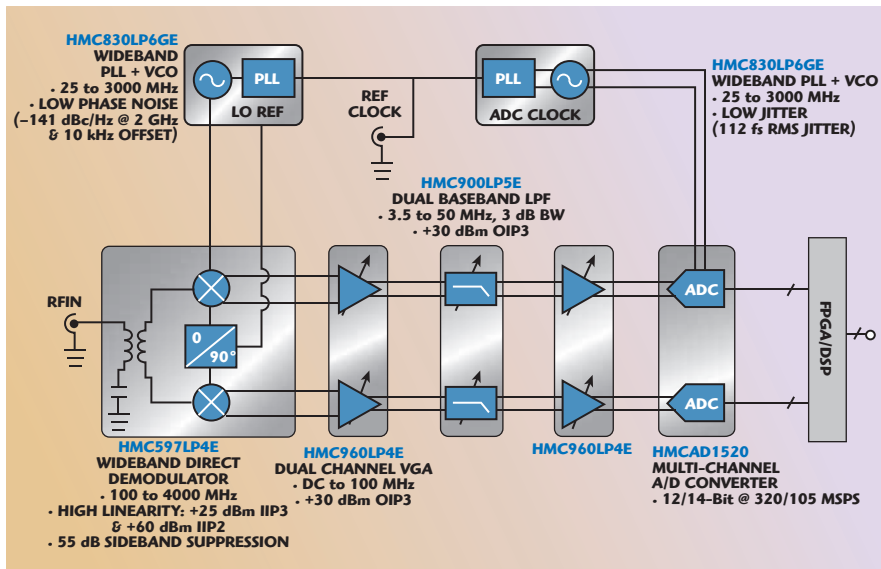 HMC830LP6GE
WIDEBAND
PLL + VCO
• 25 to 3000 MHz
• LOW PHASE NOISE
(–141 dBc/Hz @ 2 GHz
& 10 kHz OFFSET)
PLL
LO REF
REF
CLOCK
PLL
ADC CLOCK
HMC830LP6GE
WIDEBAND PLL + VCO
• 25 to 3000 MHz
• LOW JITTER
(112 fs RMS JITTER)
HMC900LP5E
DUAL BASEBAND LPF
• 3.5 to 50 MHz, 3 dB BW
• +30 dBm OIP3
RFIN
0
90°
ADC
ADC
FPGA/DSP
HMC597LP4E
WIDEBAND DIRECT
DEMODULATOR
• 100 to 4000 MHz
• HIGH LINEARITY: +25 dBm IIP3
& +60 dBm IIP2
• 55 dB SIDEBAND SUPPRESSION
HMC960LP4E
DUAL CHANNEL VGA
• DC to 100 MHz
• +30 dBm OIP3
HMC960LP4E
HMCAD1520
MULTI-CHANNEL
A/D CONVERTER
• 12/14-Bit @ 320/105 MSPS